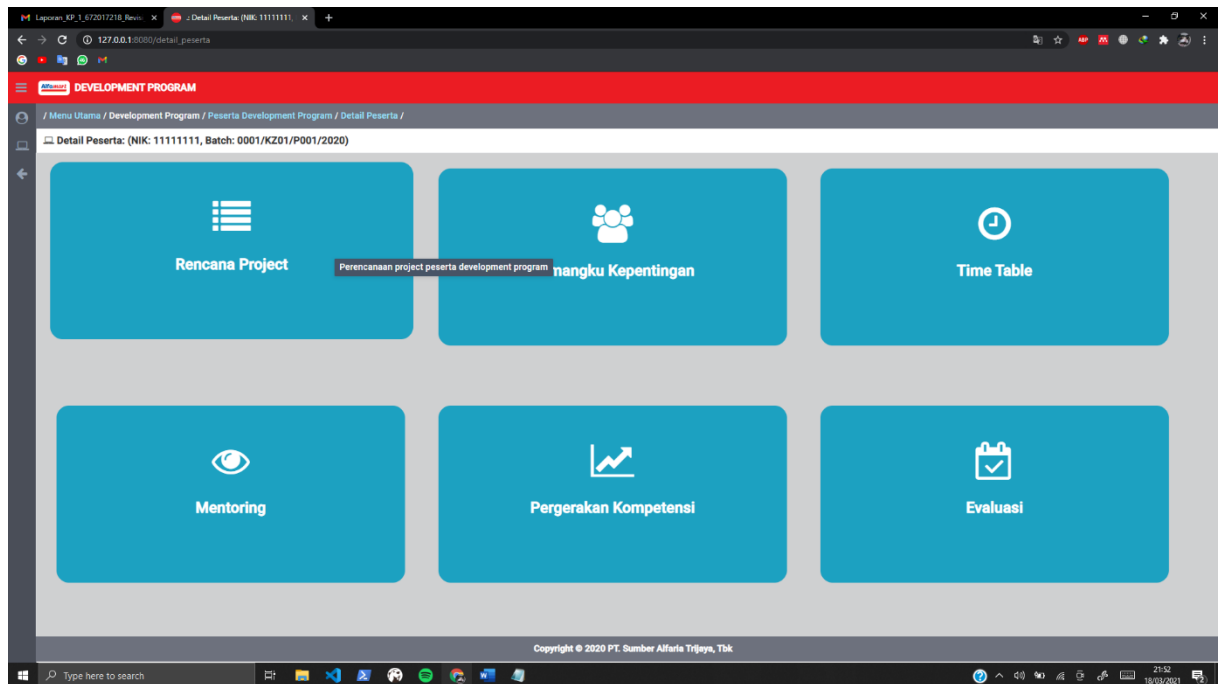 Laporan_KP_1_672017218_Revis
.: Detail Peserta: (NIK: 11111111,
127.0.0.1:8080/detail_peserta
ABP
Alfamart DEVELOPMENT PROGRAM
/ Menu Utama / Development Program / Peserta Development Program / Detail Peserta /
Detail Peserta: (NIK: 11111111, Batch: 0001/KZ01/P001/2020)
Rencana Project
Perencanaan project peserta development program
mangku Kepentingan
Time Table
Mentoring
Pergerakan Kompetensi
Evaluasi
Copyright © 2020 PT. Sumber Alfaria Trijaya, Tbk
Type here to search
21:52
18/03/2021